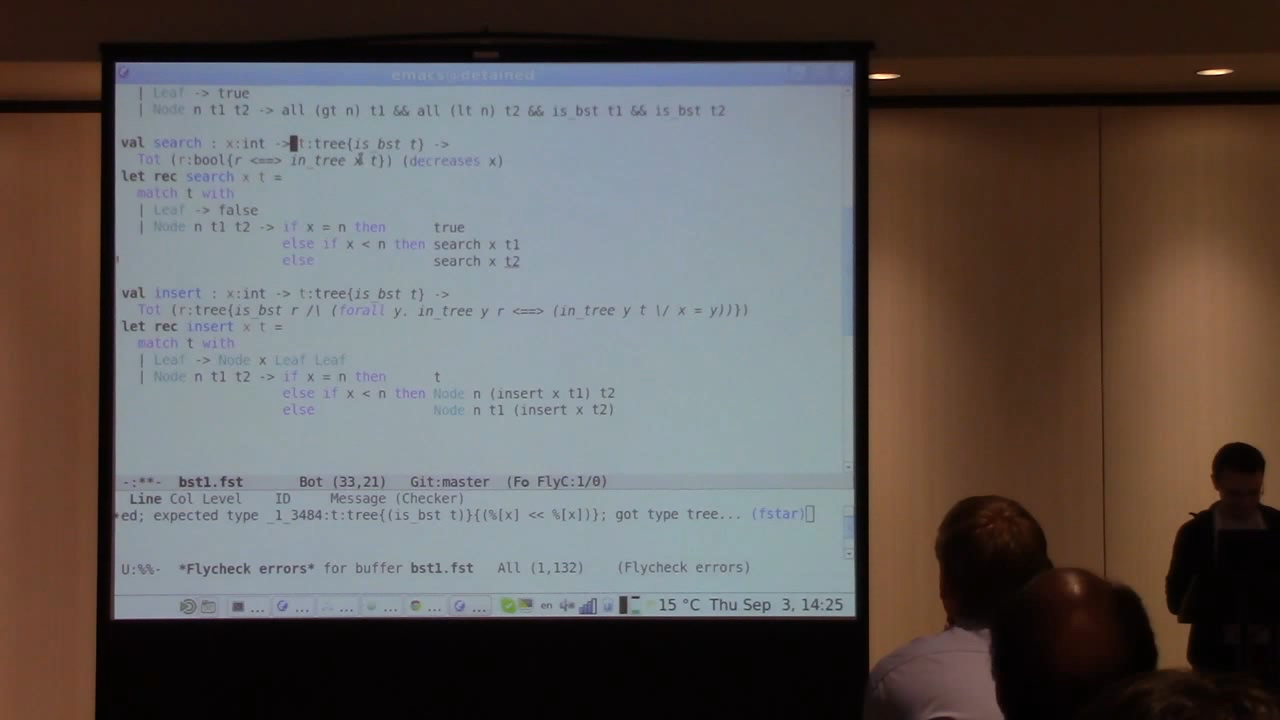 emacs@detained
| Leaf -> true
| Node n t1 t2 -> all (gt n) t1 && all (lt n) t2 && is_bst t1 && is_bst t2
val search : x:int -> t:tree{is_bst t} ->
Tot (r:bool{r <==> in_tree x t}) (decreases x)
let rec search x t =
match t with
| Leaf -> false
| Node n t1 t2 -> if x = n then true
else if x < n then search x t1
else search x t2
val insert : x:int -> t:tree{is_bst t} ->
Tot (r:tree{is_bst r /\ (forall y. in_tree y r <==> (in_tree y t \/ x = y))})
let rec insert x t =
match t with
| Leaf -> Node x Leaf Leaf
| Node n t1 t2 -> if x = n then t
else if x < n then Node n (insert x t1) t2
else Node n t1 (insert x t2)
-:**- bst1.fst Bot (33,21) Git:master (Fo FlyC:1/0)
Line Col Level ID Message (Checker)
ed; expected type _1_3484:t:tree{(is_bst t)}{(%[x] << %[x])}; got type tree... (fstar)
U:%%- *Flycheck errors* for buffer bst1.fst All (1,132) (Flycheck errors)
... ... ... ... ... ... en 15 °C Thu Sep 3, 14:25